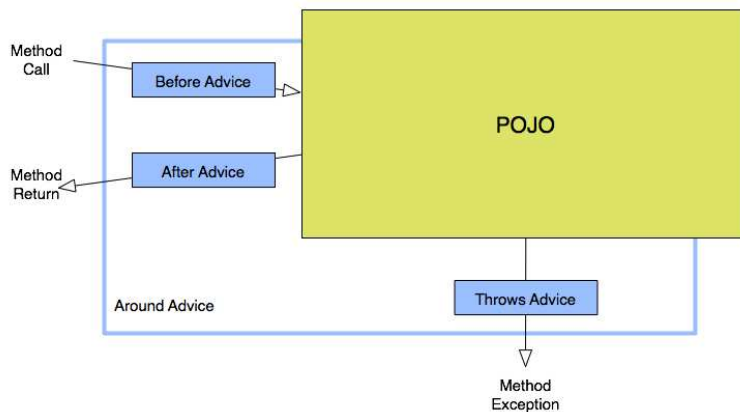 Method
Call
Before Advice
POJO
After Advice
Method
Return
Throws Advice
Around Advice
Method
Exception